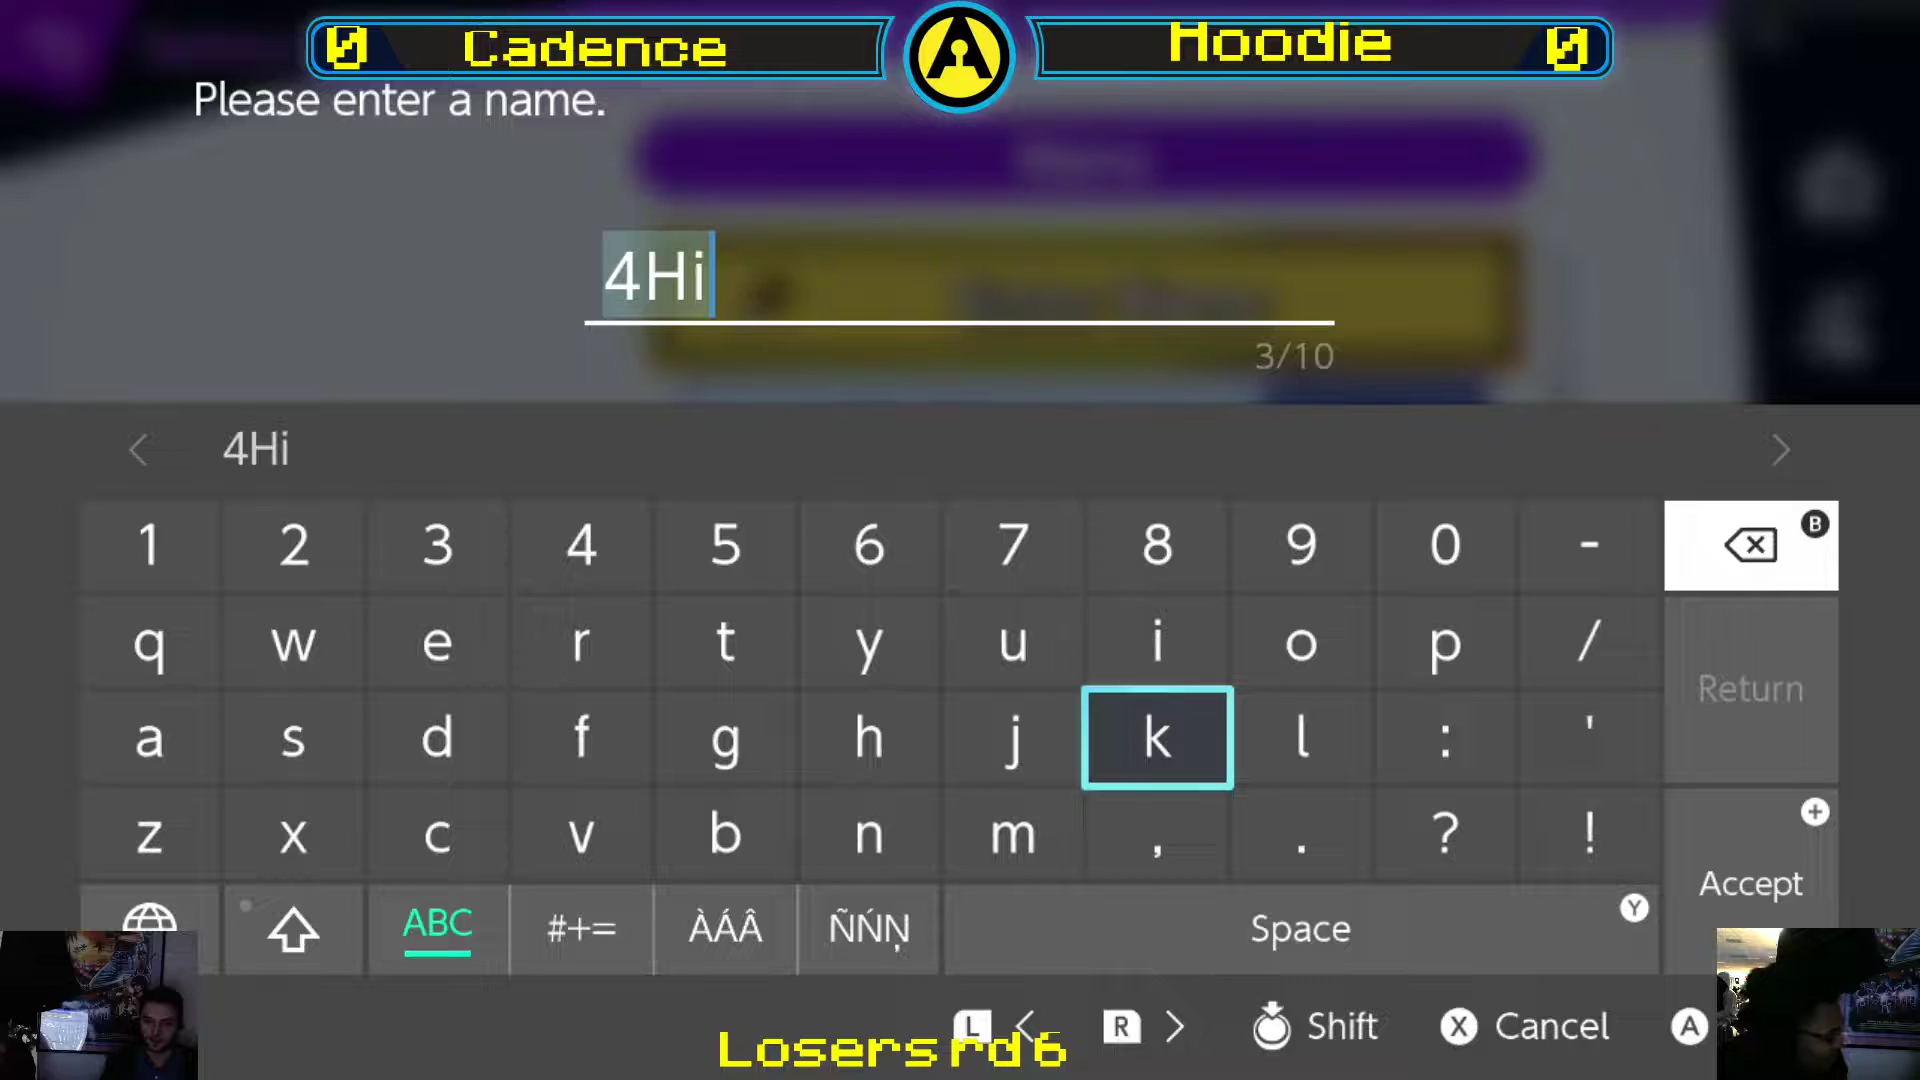 0 Cadence A Hoodie 0
Please enter a name.
4Hi
3/10
4Hi
1 2 3 4 5 6 7 8 9 0 - B
q w e r t y u i o p /
Return
a s d f g h j k l : '
z x c v b n m , . ? ! +
Accept
ABC #+= ÀÁÂ ÑŃŅ Space Y
L < R > Shift X Cancel A
Losers rd 6